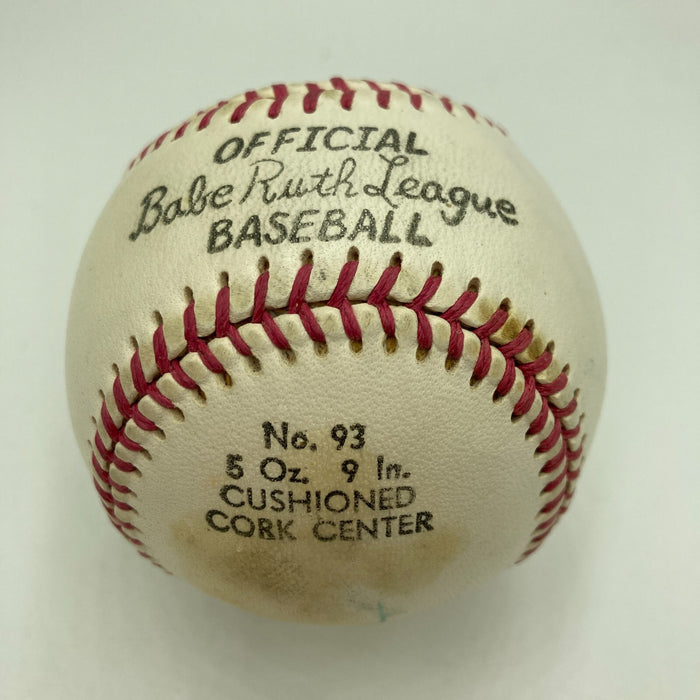 OFFICIAL
Babe Ruth League
BASEBALL
No. 93
5 Oz. 9 In.
CUSHIONED
CORK CENTER